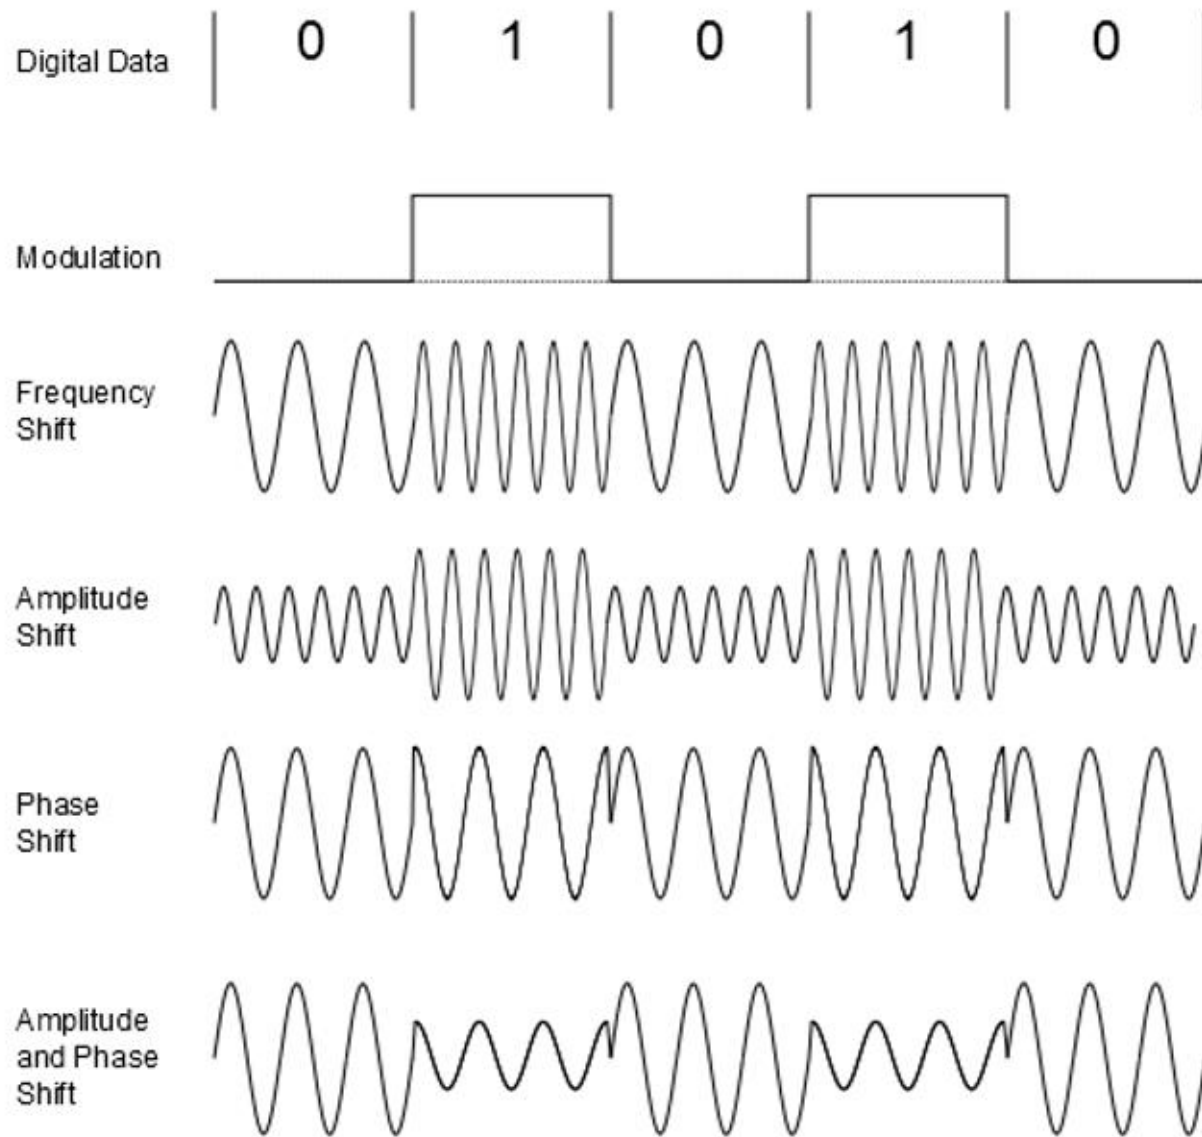 Digital Data 0 1 0 1 0
Modulation
Frequency
Shift
Amplitude
Shift
Phase
Shift
Amplitude
and Phase
Shift